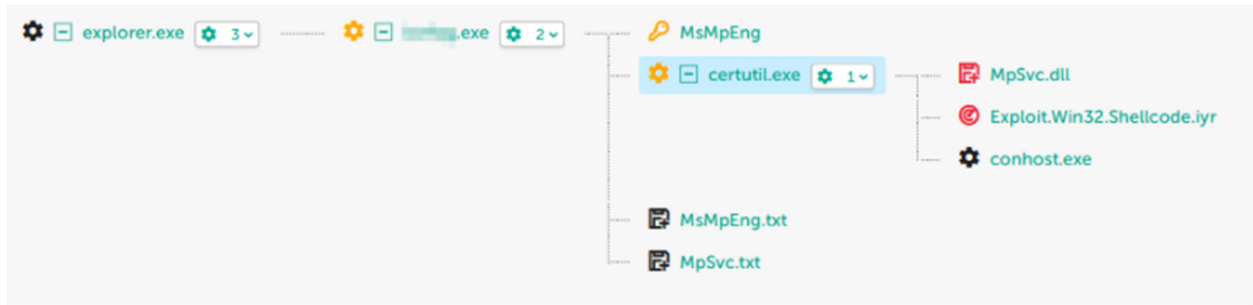 explorer.exe 3 .exe 2 MsMpEng
certutil.exe 1 MpSvc.dll
Exploit.Win32.Shellcode.iyr
conhost.exe
MsMpEng.txt
MpSvc.txt